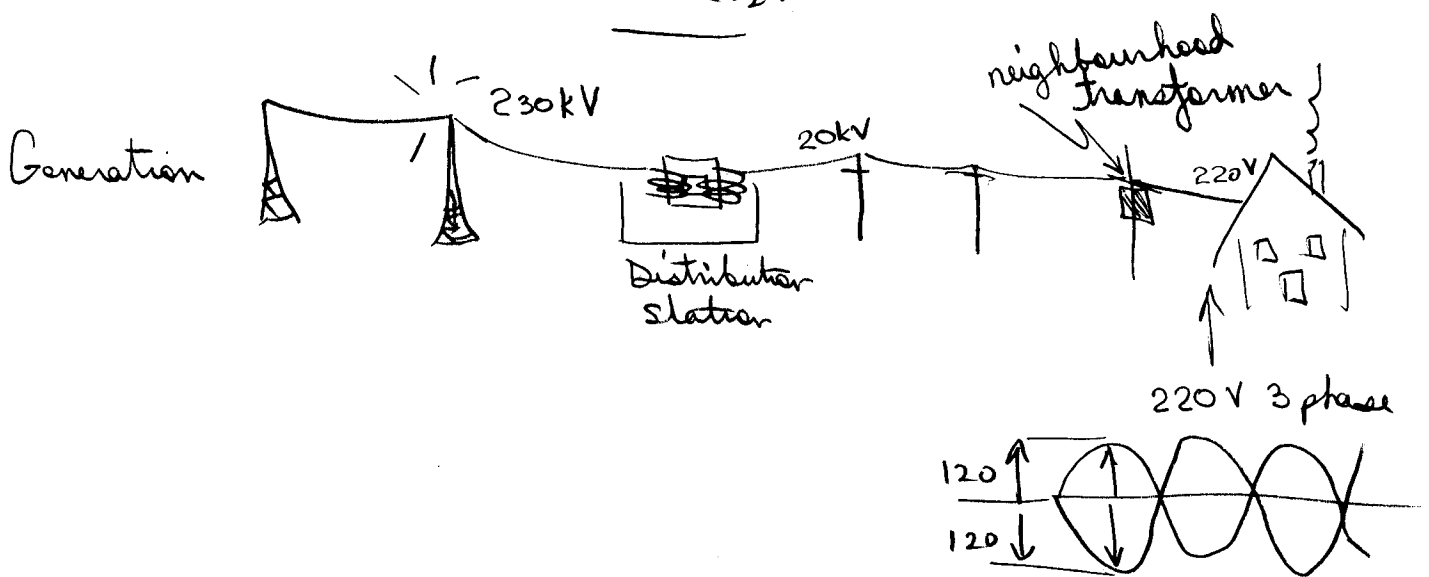 230kV
Generation
Distribution
station
20kV
neighbourhood
transformer
220V
220V 3 phase
120
120